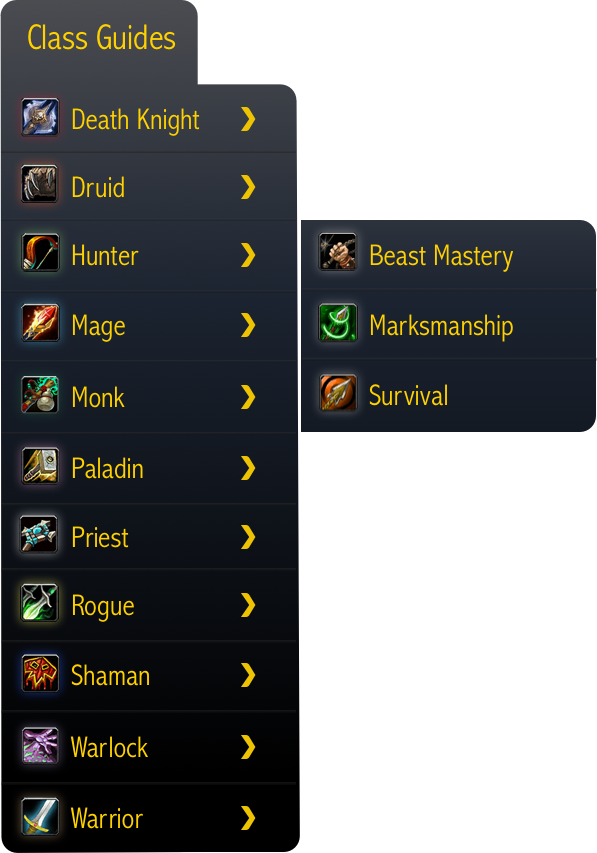 Class Guides
Death Knight
Druid
Hunter
Beast Mastery
Mage
Marksmanship
Monk
Survival
Paladin
Priest
Rogue
Shaman
Warlock
Warrior